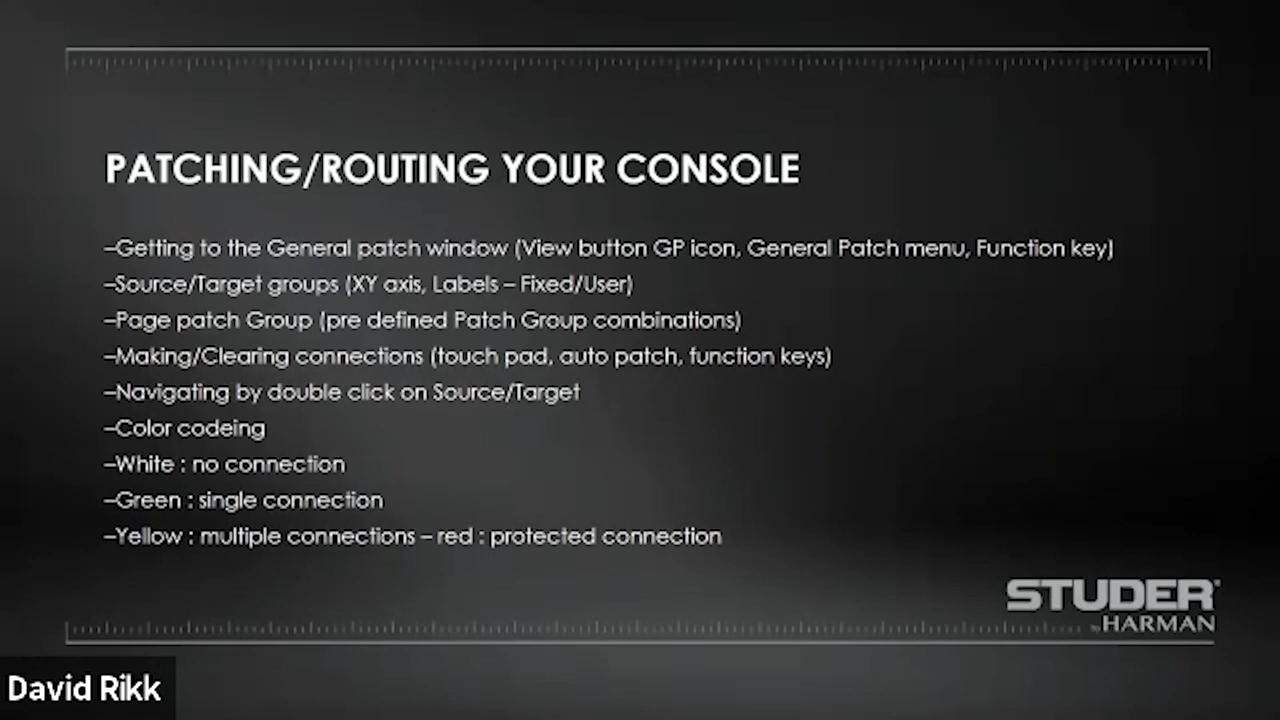 PATCHING/ROUTING YOUR CONSOLE
–Getting to the General patch window (View button GP icon, General Patch menu, Function key)
–Source/Target groups (XY axis, Labels – Fixed/User)
–Page patch Group (pre defined Patch Group combinations)
–Making/Clearing connections (touch pad, auto patch, function keys)
–Navigating by double click on Source/Target
–Color codeing
–White : no connection
–Green : single connection
–Yellow : multiple connections – red : protected connection
STUDER
HARMAN
David Rikk